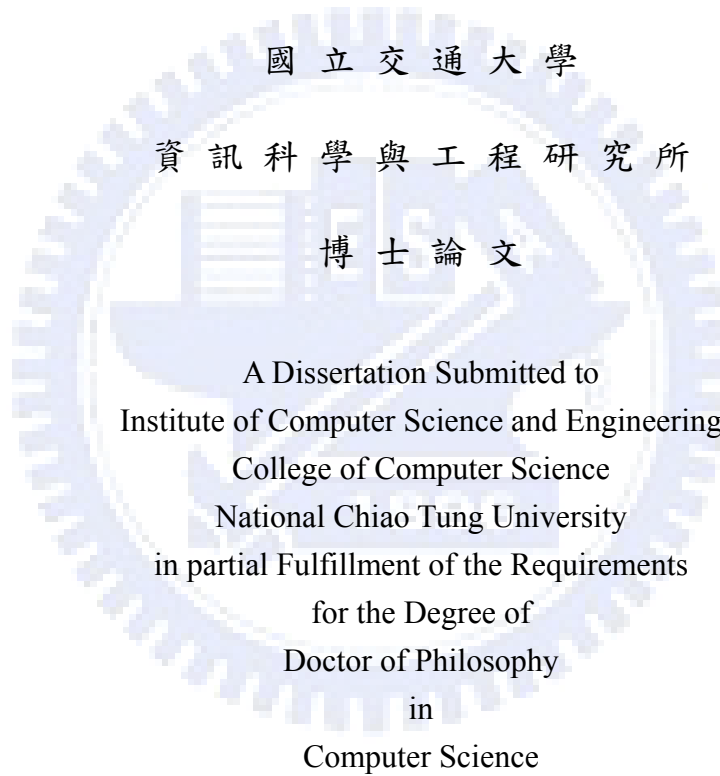 國立交通大學
資訊科學與工程研究所
博士論文
A Dissertation Submitted to
Institute of Computer Science and Engineering
College of Computer Science
National Chiao Tung University
in partial Fulfillment of the Requirements
for the Degree of
Doctor of Philosophy
in
Computer Science